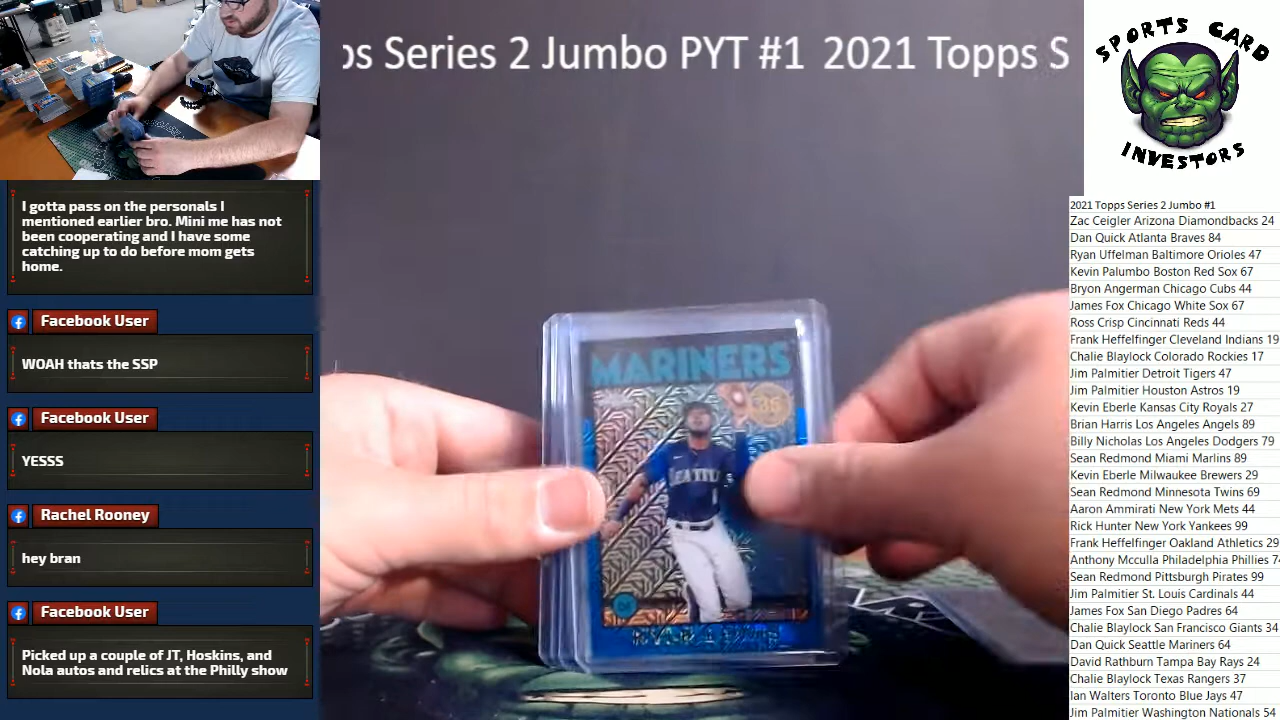 ps Series 2 Jumbo PYT #1 2021 Topps S
SPORTS CARD
INVESTORS
I gotta pass on the personals I
mentioned earlier bro. Mini me has not
been cooperating and I have some
catching up to do before mom gets
home.
Facebook User
WOAH thats the SSP
Facebook User
YESSS
Rachel Rooney
hey bran
Facebook User
Picked up a couple of JT, Hoskins, and
Nola autos and relics at the Philly show
MARINERS
35
SEATTLE
2021 Topps Series 2 Jumbo #1
Zac Ceigler Arizona Diamondbacks 24
Dan Quick Atlanta Braves 84
Ryan Uffelman Baltimore Orioles 47
Kevin Palumbo Boston Red Sox 67
Bryon Angerman Chicago Cubs 44
James Fox Chicago White Sox 67
Ross Crisp Cincinnati Reds 44
Frank Heffelfinger Cleveland Indians 19
Chalie Blaylock Colorado Rockies 17
Jim Palmitier Detroit Tigers 47
Jim Palmitier Houston Astros 19
Kevin Eberle Kansas City Royals 27
Brian Harris Los Angeles Angels 89
Billy Nicholas Los Angeles Dodgers 79
Sean Redmond Miami Marlins 89
Kevin Eberle Milwaukee Brewers 29
Sean Redmond Minnesota Twins 69
Aaron Ammirati New York Mets 44
Rick Hunter New York Yankees 99
Frank Heffelfinger Oakland Athletics 29
Anthony Mcculla Philadelphia Phillies 74
Sean Redmond Pittsburgh Pirates 99
Jim Palmitier St. Louis Cardinals 44
James Fox San Diego Padres 64
Chalie Blaylock San Francisco Giants 34
Dan Quick Seattle Mariners 64
David Rathburn Tampa Bay Rays 24
Chalie Blaylock Texas Rangers 37
Ian Walters Toronto Blue Jays 47
Jim Palmitier Washington Nationals 54